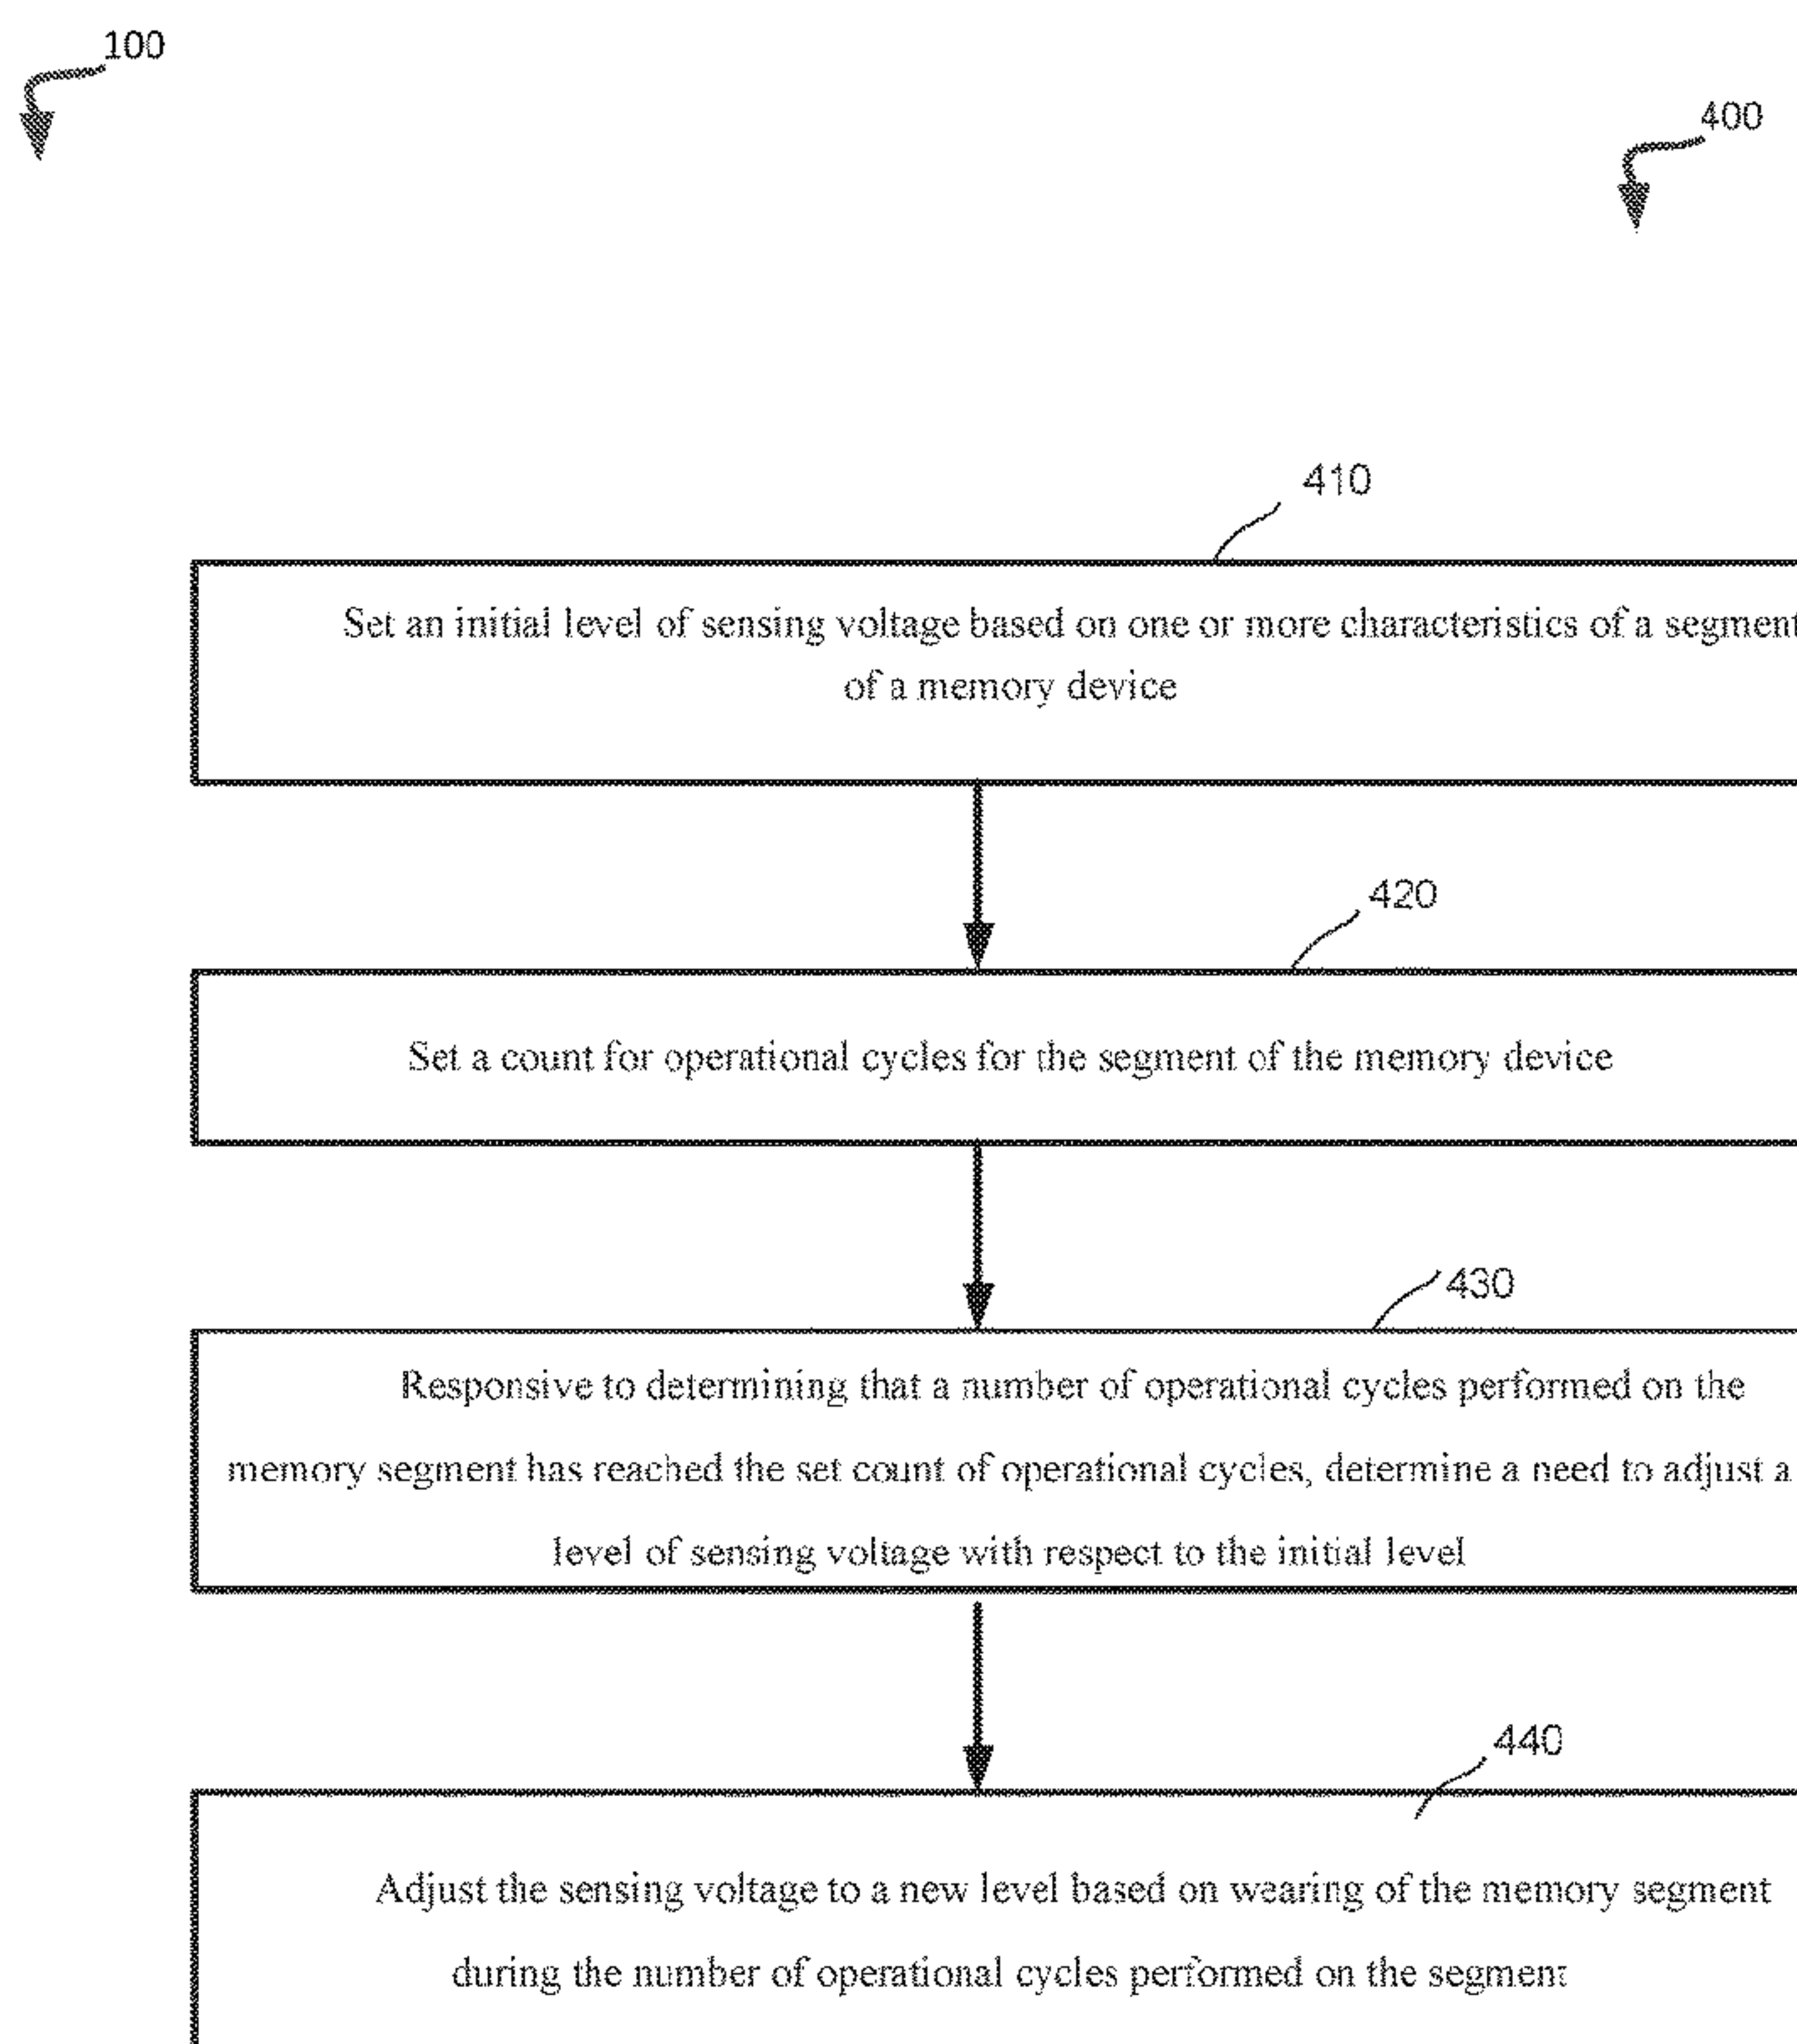 100
400
410
Set an initial level of sensing voltage based on one or more characteristics of a segment
of a memory device
420
Set a count for operational cycles for the segment of the memory device
430
Responsive to determining that a number of operational cycles performed on the
memory segment has reached the set count of operational cycles, determine a need to adjust a
level of sensing voltage with respect to the initial level
440
Adjust the sensing voltage to a new level based on wearing of the memory segment
during the number of operational cycles performed on the segment